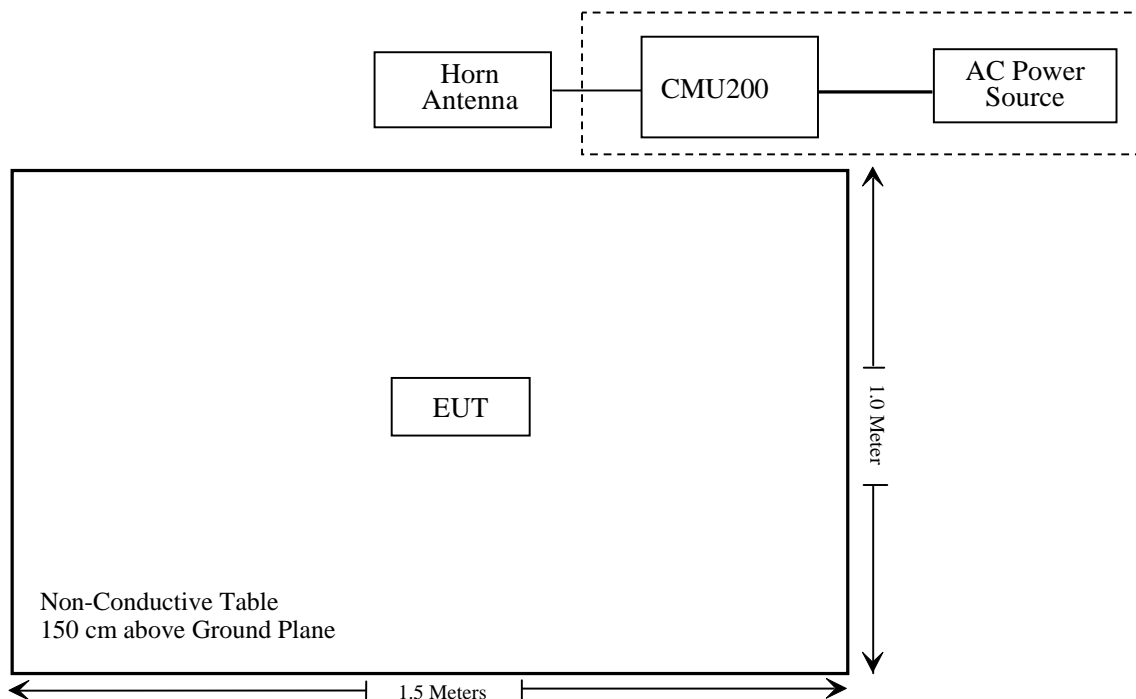 Horn
Antenna
CMU200
AC Power
Source
EUT
1.0 Meter
Non-Conductive Table
150 cm above Ground Plane
1.5 Meters